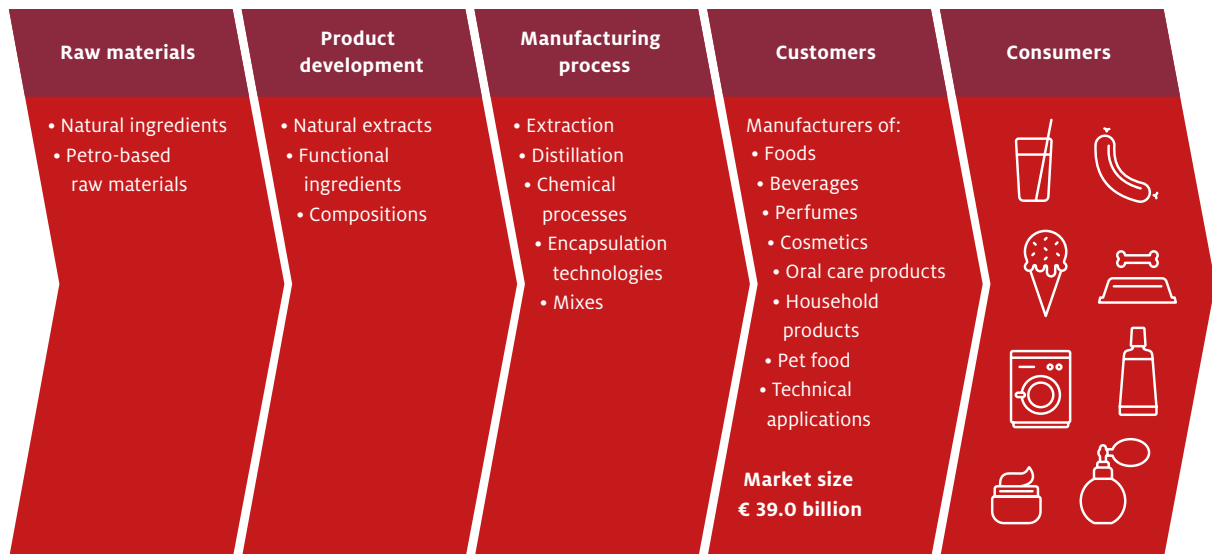 Raw materials
• Natural ingredients
• Petro-based
raw materials
Product
development
• Natural extracts
• Functional
ingredients
• Compositions
Manufacturing
process
• Extraction
• Distillation
• Chemical
processes
• Encapsulation
technologies
• Mixes
Customers
Manufacturers of:
• Foods
• Beverages
• Perfumes
• Cosmetics
• Oral care products
• Household
products
• Pet food
• Technical
applications
Market size
€ 39.0 billion
Consumers